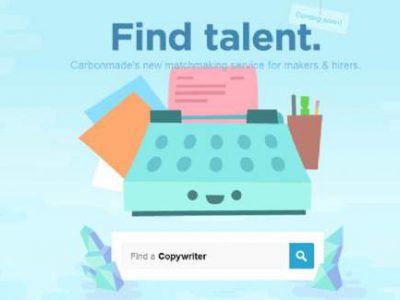 Coming soon!
Find talent.
Carbonmade's new matchmaking service for makers & hirers.
Find a Copywriter